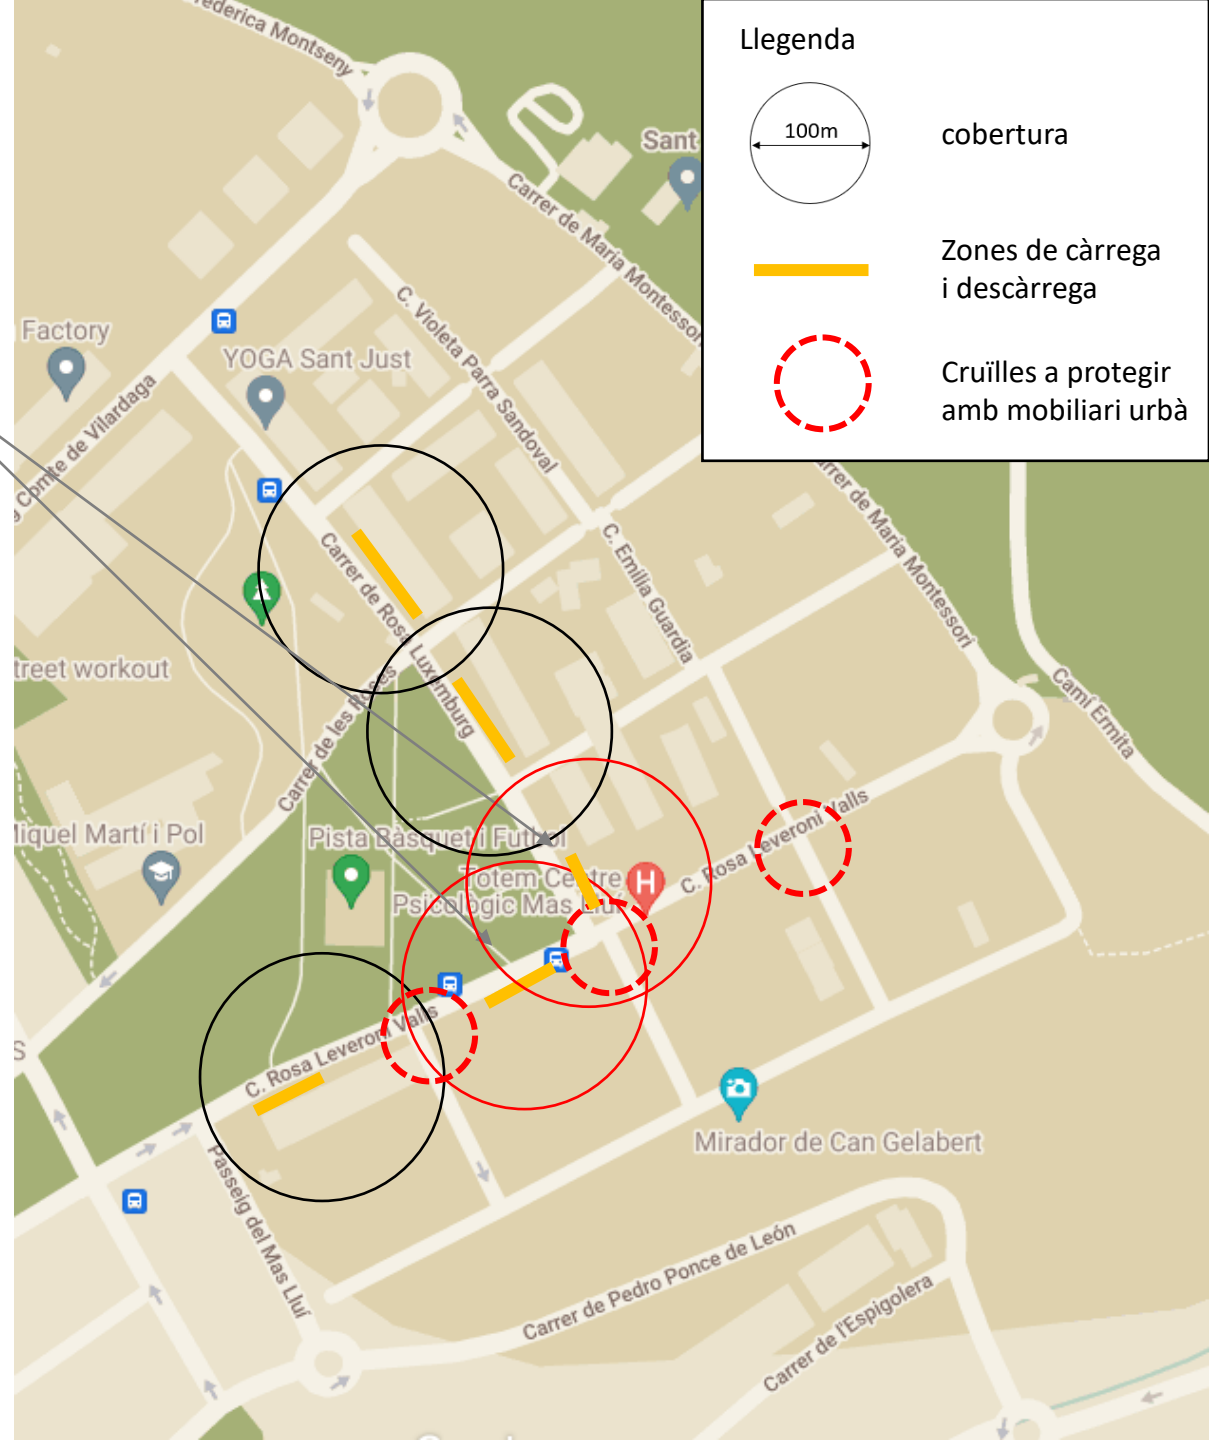 Frederica Montseny
Llegenda
100m
cobertura
Zones de càrrega
i descàrrega
Cruïlles a protegir
amb mobiliari urbà
Sant
Carrer de Maria Montessori
C. Violeta Parra Sandoval
Factory
YOGA Sant Just
Comte de Vilardaga
Carrer de Rosa Luxemburg
C. Emília Guardia
Carrer de Maria Montessori
treet workout
Carrer de les Roses
Camí Ermita
Miquel Martí i Pol
Pista Bàsquet i Futbol
Totem Centre
Psicològic Mas Lluí
H
C. Rosa Leveroni Valls
C. Rosa Leveroni Valls
S
Mirador de Can Gelabert
Passeig del Mas Lluí
Carrer de Pedro Ponce de León
Carrer de l'Espigolera